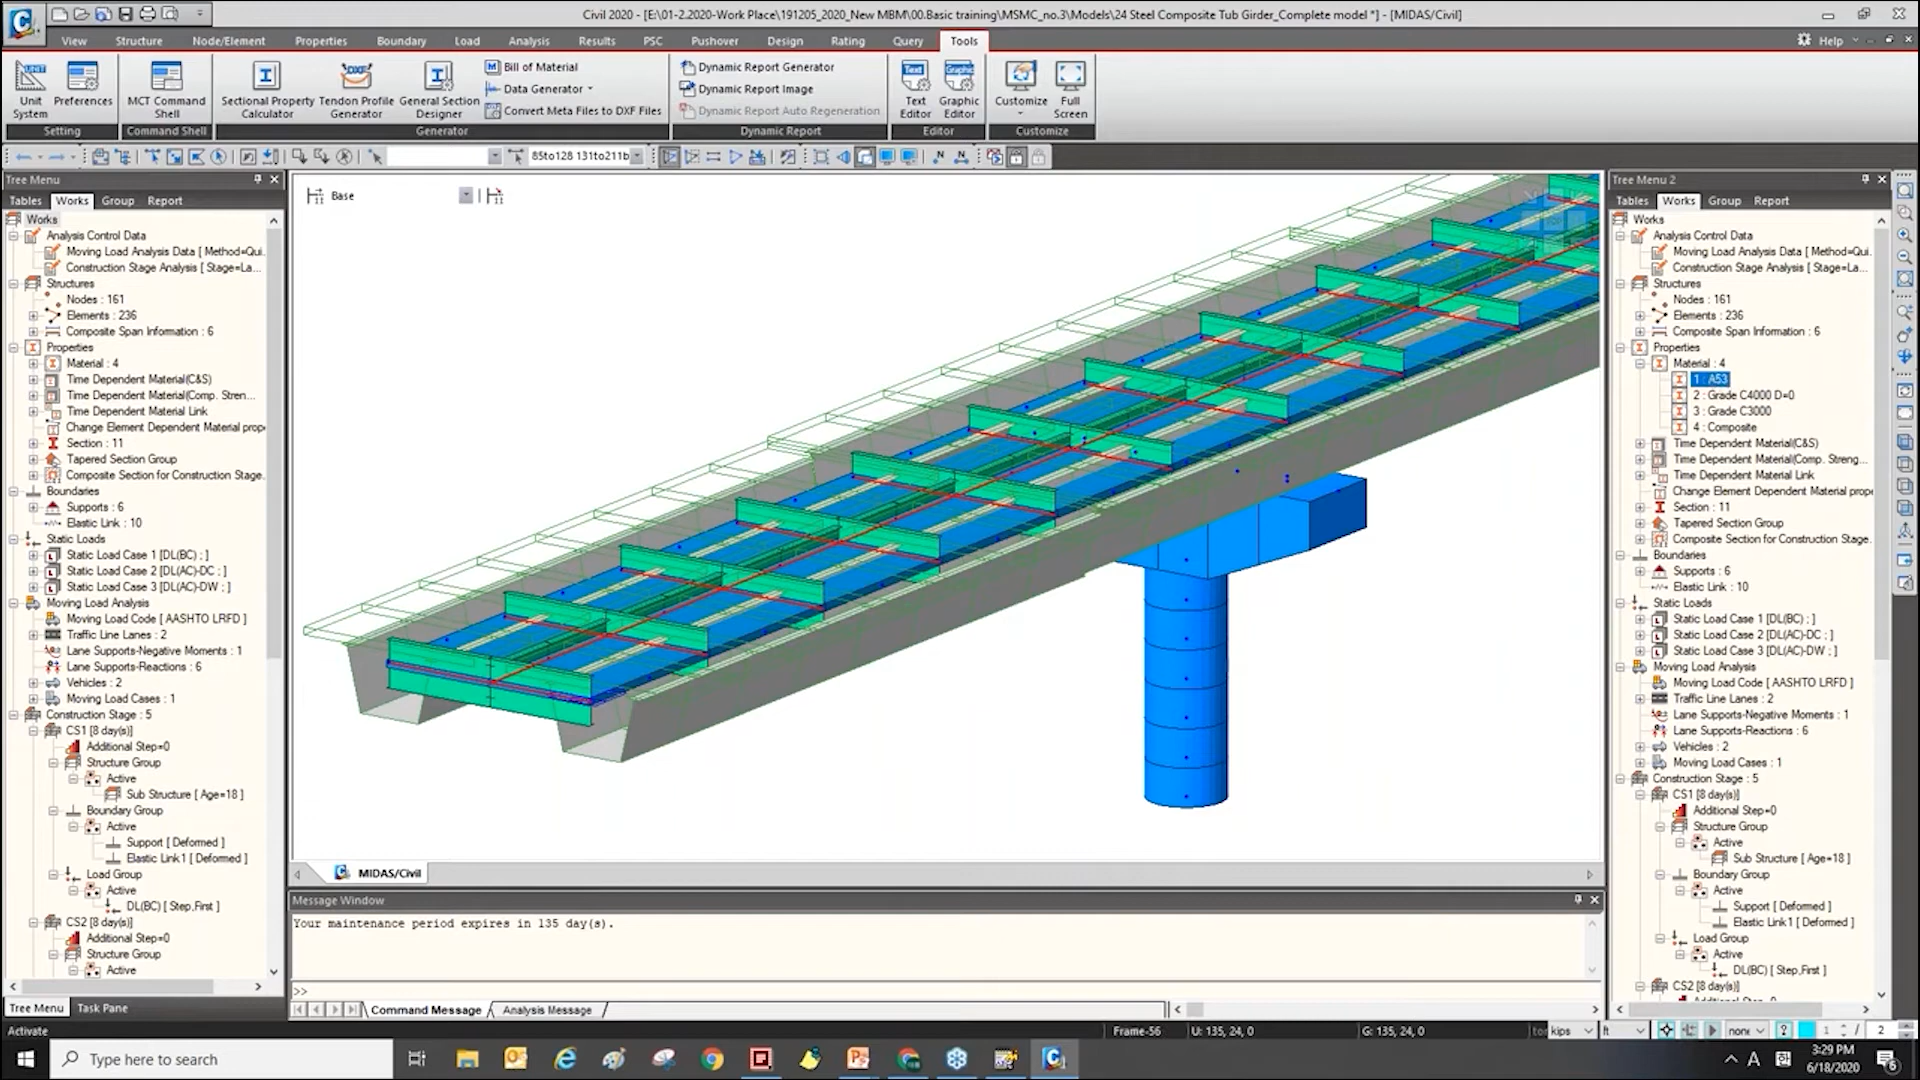 Civil 2020 - [E:\01-2.2020-Work Place\191205_2020_New MBM\00.Basic training\MSMC_no.3\Models\24 Steel Composite Tub Girder_Complete model *] - [MIDAS/Civil]
View Structure Node/Element Properties Boundary Load Analysis Results PSC Pushover Design Rating Query Tools Help
Unit System
Preferences
Setting
MCT Command Shell
Command Shell
Sectional Property Calculator
Tendon Profile Generator
General Section Designer
Bill of Material
Data Generator
Convert Meta Files to DXF Files
Generator
Dynamic Report Generator
Dynamic Report Image
Dynamic Report Auto Regeneration
Dynamic Report
Text Editor
Graphic Editor
Editor
Customize
Full Screen
Customize
85to128 131to211b
Tree Menu
Tables Works Group Report
Works
Analysis Control Data
Moving Load Analysis Data [ Method=Qui.
Construction Stage Analysis [ Stage=La...
Structures
Nodes : 161
Elements : 236
Composite Span Information : 6
Properties
Material : 4
Time Dependent Material(C&S)
Time Dependent Material(Comp. Stren...
Time Dependent Material Link
Change Element Dependent Material prope
Section : 11
Tapered Section Group
Composite Section for Construction Stage.
Boundaries
Supports : 6
Elastic Link : 10
Static Loads
Static Load Case 1 [DL(BC) ; ]
Static Load Case 2 [DL(AC)-DC ; ]
Static Load Case 3 [DL(AC)-DW ; ]
Moving Load Analysis
Moving Load Code [ AASHTO LRFD ]
Traffic Line Lanes : 2
Lane Supports-Negative Moments : 1
Lane Supports-Reactions : 6
Vehicles : 2
Moving Load Cases : 1
Construction Stage : 5
CS1 [8 day(s)]
Additional Step=0
Structure Group
Active
Sub Structure [ Age=18 ]
Boundary Group
Active
Support [ Deformed ]
Elastic Link1 [ Deformed ]
Load Group
Active
DL(BC) [ Step,First ]
CS2 [8 day(s)]
Additional Step=0
Structure Group
Active
Tree Menu Task Pane
Base
MIDAS/Civil
Message Window
Your maintenance period expires in 135 day(s).
>>
Command Message Analysis Message
Tree Menu 2
Tables Works Group Report
Works
Analysis Control Data
Moving Load Analysis Data [ Method=Qui.
Construction Stage Analysis [ Stage=La...
Structures
Nodes : 161
Elements : 236
Composite Span Information : 6
Properties
Material : 4
1 : A53
2 : Grade C4000 D=0
3 : Grade C3000
4 : Composite
Time Dependent Material(C&S)
Time Dependent Material(Comp. Streng...
Time Dependent Material Link
Change Element Dependent Material prope
Section : 11
Tapered Section Group
Composite Section for Construction Stage.
Boundaries
Supports : 6
Elastic Link : 10
Static Loads
Static Load Case 1 [DL(BC) ; ]
Static Load Case 2 [DL(AC)-DC ; ]
Static Load Case 3 [DL(AC)-DW ; ]
Moving Load Analysis
Moving Load Code [ AASHTO LRFD ]
Traffic Line Lanes : 2
Lane Supports-Negative Moments : 1
Lane Supports-Reactions : 6
Vehicles : 2
Moving Load Cases : 1
Construction Stage : 5
CS1 [8 day(s)]
Additional Step=0
Structure Group
Active
Sub Structure [ Age=18 ]
Boundary Group
Active
Support [ Deformed ]
Elastic Link1 [ Deformed ]
Load Group
Active
DL(BC) [ Step,First ]
CS2 [8 day(s)]
Activate Frame-56 U: 135, 24, 0 G: 135, 24, 0 kips ft none 1 / 2
Type here to search
A
3:29 PM
6/18/2020
6